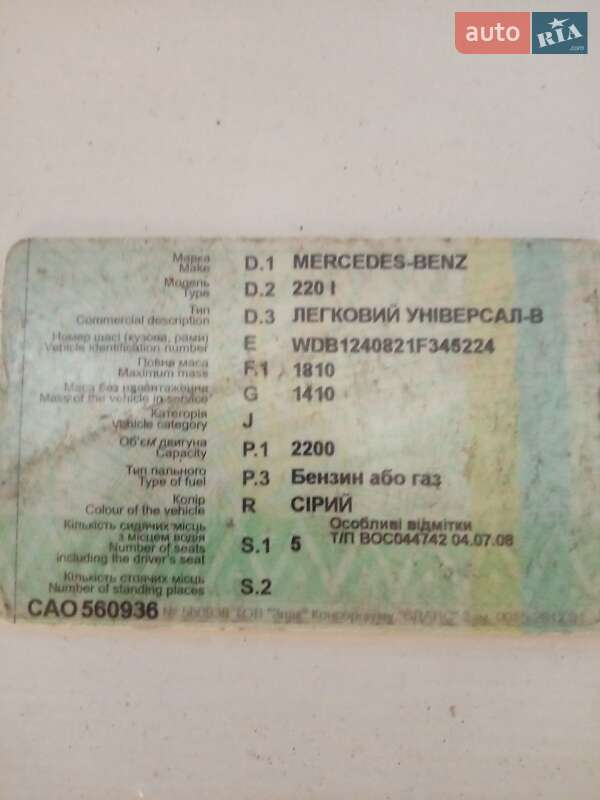 auto RIA .com
Марка
Make D.1 MERCEDES-BENZ
Модель
Type D.2 220 I
Тип
Commercial description D.3 ЛЕГКОВИЙ УНІВЕРСАЛ-В
Номер шасі (кузова, рами)
Vehicle identification number E WDB1240821F345224
Повна маса
Maximum mass F.1 1810
Маса без навантаження
Mass of the vehicle in service G 1410
Категорія
Vehicle category J
Об'єм двигуна
Capacity P.1 2200
Тип пального
Type of fuel P.3 Бензин або газ
Колір
Colour of the vehicle R СІРИЙ
Кількість сидячих місць
з місцем водія
Number of seats
including the driver's seat S.1 5
Особливі відмітки
Т/П ВОС044742 04.07.08
Кількість стоячих місць
Number of standing places S.2
САО 560936